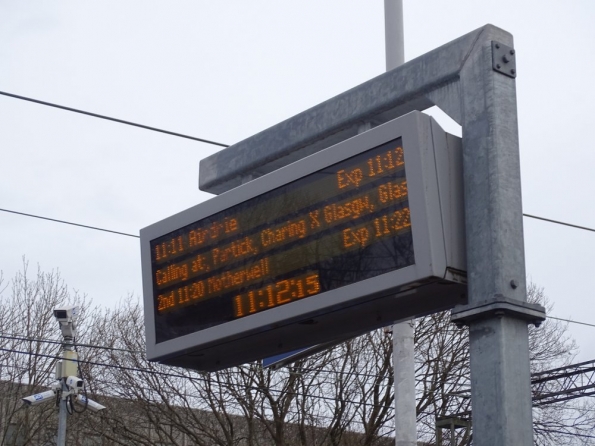 11:11 Airdrie Exp 11:12
Calling at: Partick, Charing X Glasgw, Glas
2nd 11:20 Motherwell Exp 11:22
11:12:15